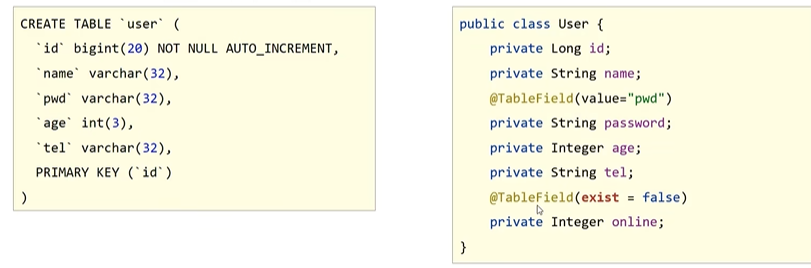 CREATE TABLE `user` (
`id` bigint(20) NOT NULL AUTO_INCREMENT,
`name` varchar(32),
`pwd` varchar(32),
`age` int(3),
`tel` varchar(32),
PRIMARY KEY (`id`)
)
public class User {
private Long id;
private String name;
@TableField(value="pwd")
private String password;
private Integer age;
private String tel;
@TableField(exist = false)
private Integer online;
}